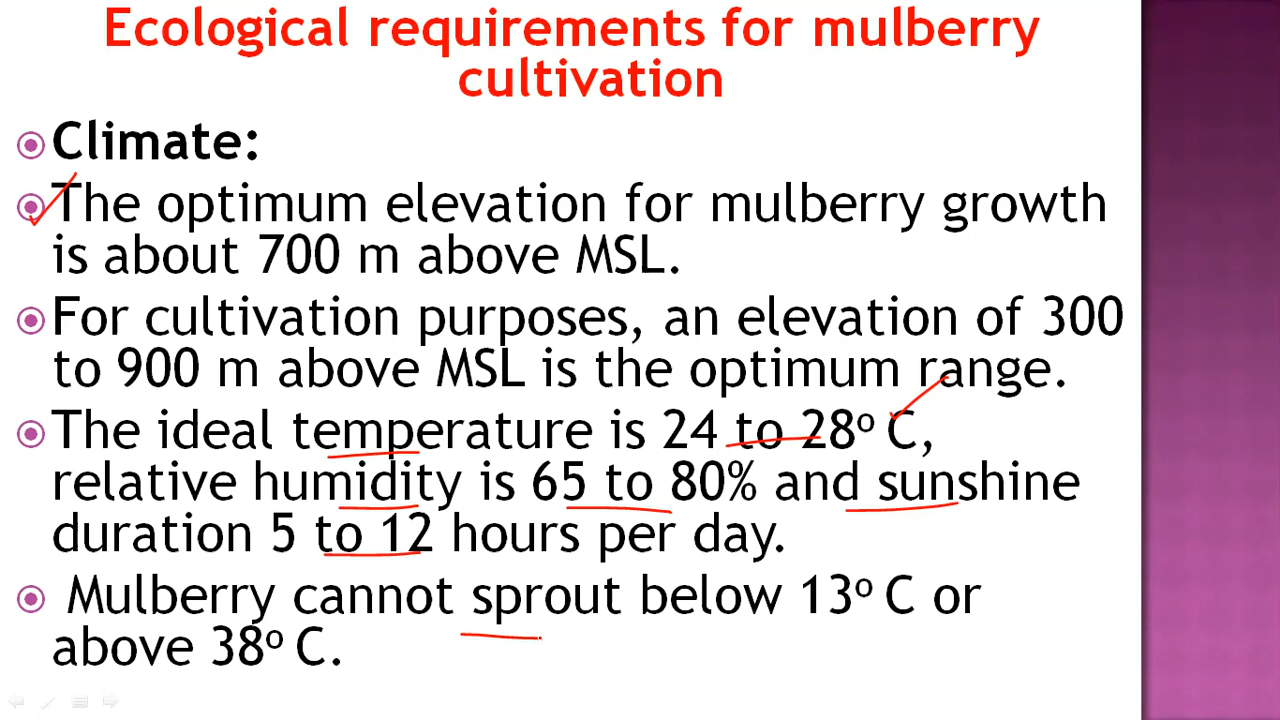 Ecological requirements for mulberry
cultivation
Climate:
The optimum elevation for mulberry growth
is about 700 m above MSL.
For cultivation purposes, an elevation of 300
to 900 m above MSL is the optimum range.
The ideal temperature is 24 to 28º C,
relative humidity is 65 to 80% and sunshine
duration 5 to 12 hours per day.
Mulberry cannot sprout below 13º C or
above 38º C.